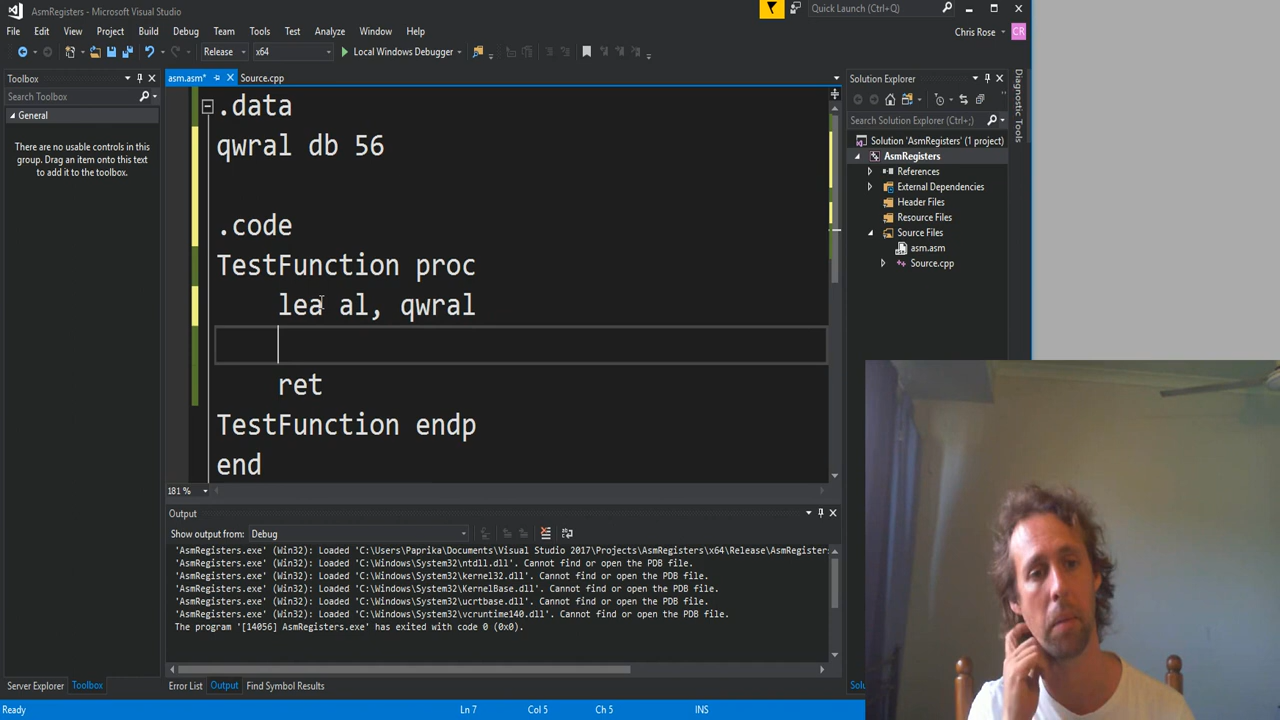 AsmRegisters - Microsoft Visual Studio
Quick Launch (Ctrl+Q)
File Edit View Project Build Debug Team Tools Test Analyze Window Help
Chris Rose CR
Release x64 Local Windows Debugger
Toolbox
Search Toolbox
General
There are no usable controls in this
group. Drag an item onto this text
to add it to the toolbox.
asm.asm* Source.cpp
.data
qwral db 56
.code
TestFunction proc
lea al, qwral
ret
TestFunction endp
end
181 %
Output
Show output from: Debug
'AsmRegisters.exe' (Win32): Loaded 'C:\Users\Paprika\Documents\Visual Studio 2017\Projects\AsmRegisters\x64\Release\AsmRegisters
'AsmRegisters.exe' (Win32): Loaded 'C:\Windows\System32\ntdll.dll'. Cannot find or open the PDB file.
'AsmRegisters.exe' (Win32): Loaded 'C:\Windows\System32\kernel32.dll'. Cannot find or open the PDB file.
'AsmRegisters.exe' (Win32): Loaded 'C:\Windows\System32\KernelBase.dll'. Cannot find or open the PDB file.
'AsmRegisters.exe' (Win32): Loaded 'C:\Windows\System32\ucrtbase.dll'. Cannot find or open the PDB file.
'AsmRegisters.exe' (Win32): Loaded 'C:\Windows\System32\vcruntime140.dll'. Cannot find or open the PDB file.
The program '[14056] AsmRegisters.exe' has exited with code 0 (0x0).
Server Explorer Toolbox
Error List Output Find Symbol Results
Solution Explorer
Search Solution Explorer (Ctrl+;)
Solution 'AsmRegisters' (1 project)
AsmRegisters
References
External Dependencies
Header Files
Resource Files
Source Files
asm.asm
Source.cpp
Diagnostic Tools
Solu
Ready Ln 7 Col 5 Ch 5 INS